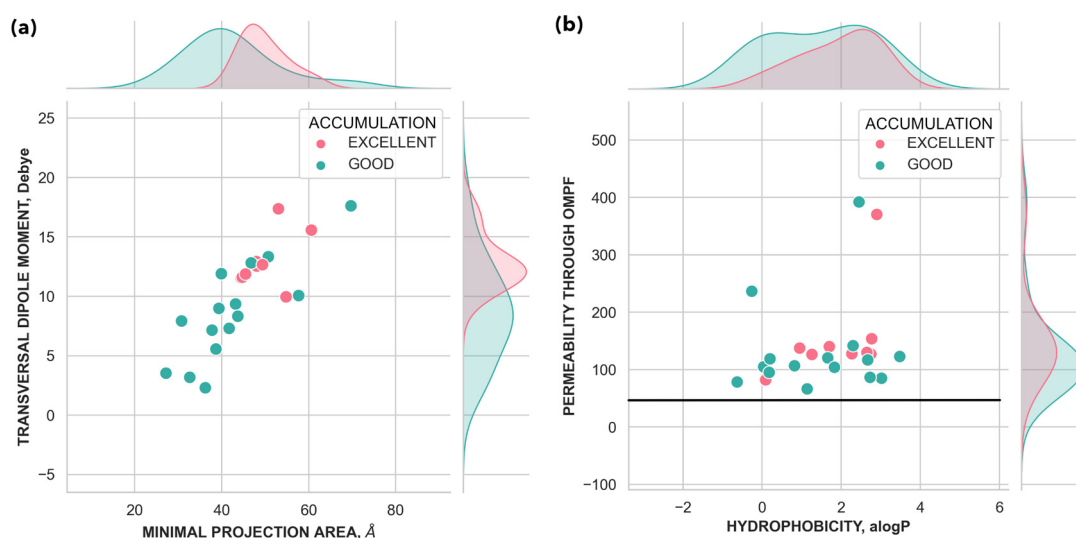 (a)
ACCUMULATION
EXCELLENT
GOOD
TRANSVERSAL DIPOLE MOMENT, Debye
25
20
15
10
5
0
−5
20 40 60 80
MINIMAL PROJECTION AREA, Å
(b)
ACCUMULATION
EXCELLENT
GOOD
PERMEABILITY THROUGH OMPF
500
400
300
200
100
0
−100
−2 0 2 4 6
HYDROPHOBICITY, alogP